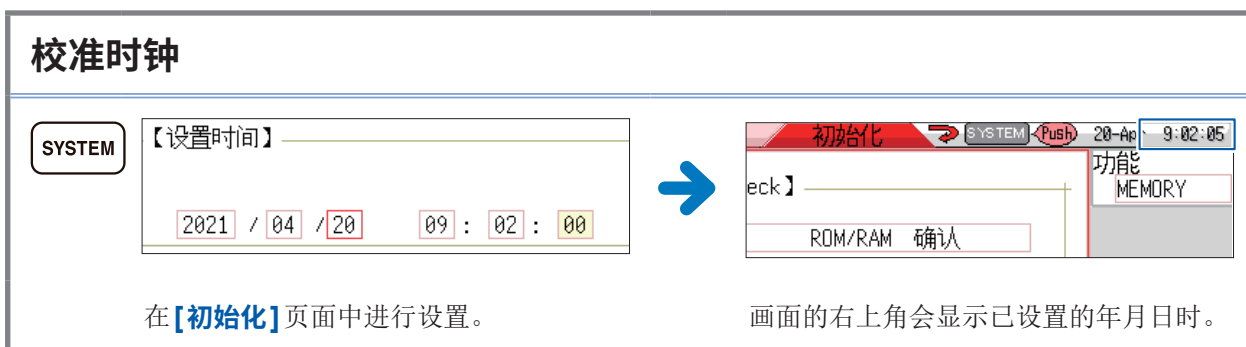 校准时钟
SYSTEM
【设置时间】
2021 / 04 / 20 09 : 02 : 00
初始化 SYSTEM Push 20-Ap 9:02:05
功能
eck】
MEMORY
ROM/RAM 确认
在[初始化]页面中进行设置。
画面的右上角会显示已设置的年月日时。